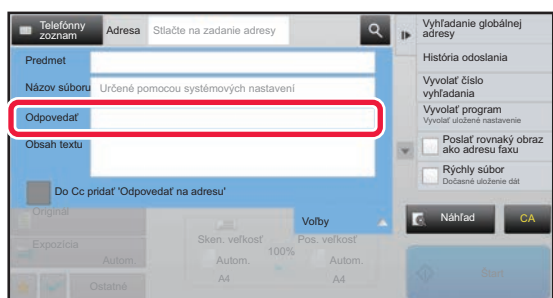 Telefónny
zoznam
Adresa
Stlačte na zadanie adresy
Predmet
Názov súboru
Určené pomocou systémových nastavení
Odpovedať
Obsah textu
Do Cc pridať 'Odpovedať na adresu'
Voľby
Originál
Expozícia
Autom.
Ostatné
Sken. veľkosť
100%
Pos. veľkosť
Autom.
A4
Autom.
A4
Vyhľadanie globálnej
adresy
História odoslania
Vyvolať číslo
vyhľadania
Vyvolať program
Vyvolať uložené nastavenie
Poslať rovnaký obraz
ako adresu faxu
Rýchly súbor
Dočasné uloženie dát
Náhľad
CA
Štart